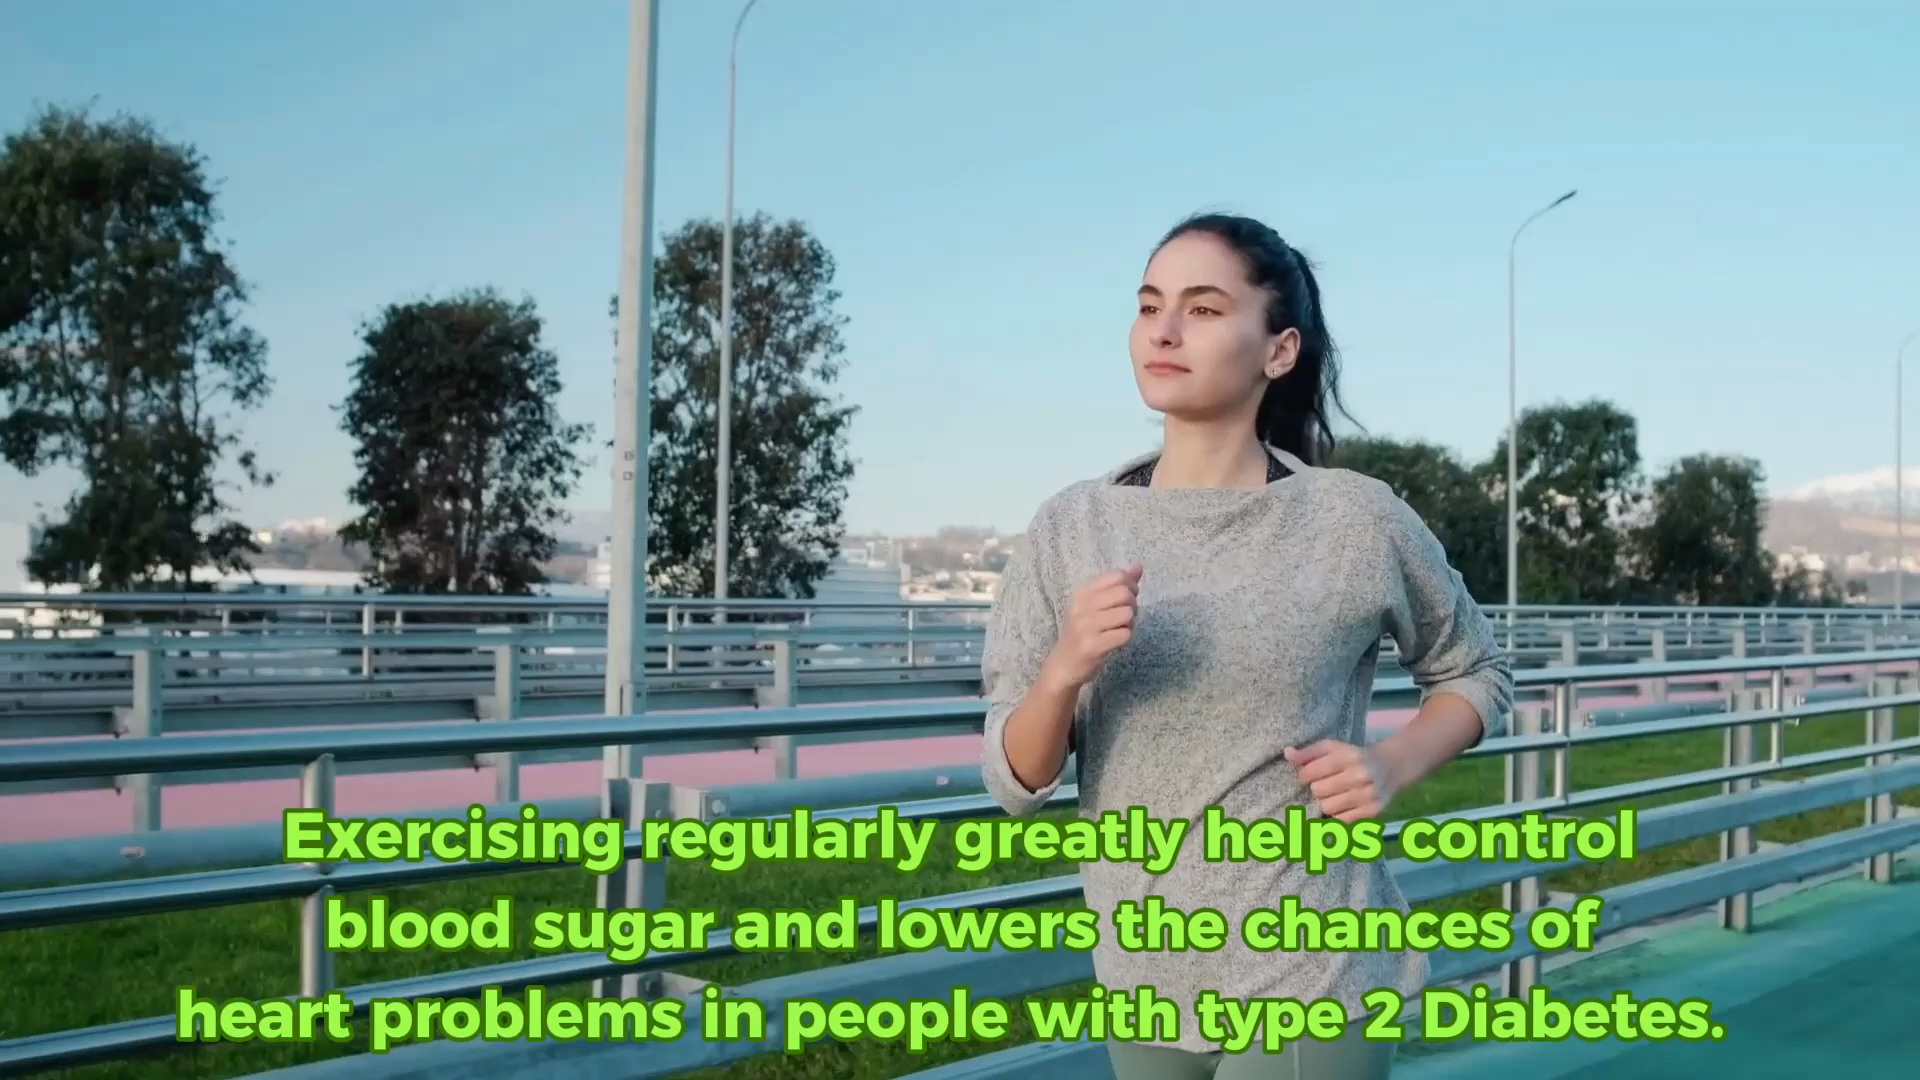 Exercising regularly greatly helps control
blood sugar and lowers the chances of
heart problems in people with type 2 Diabetes.